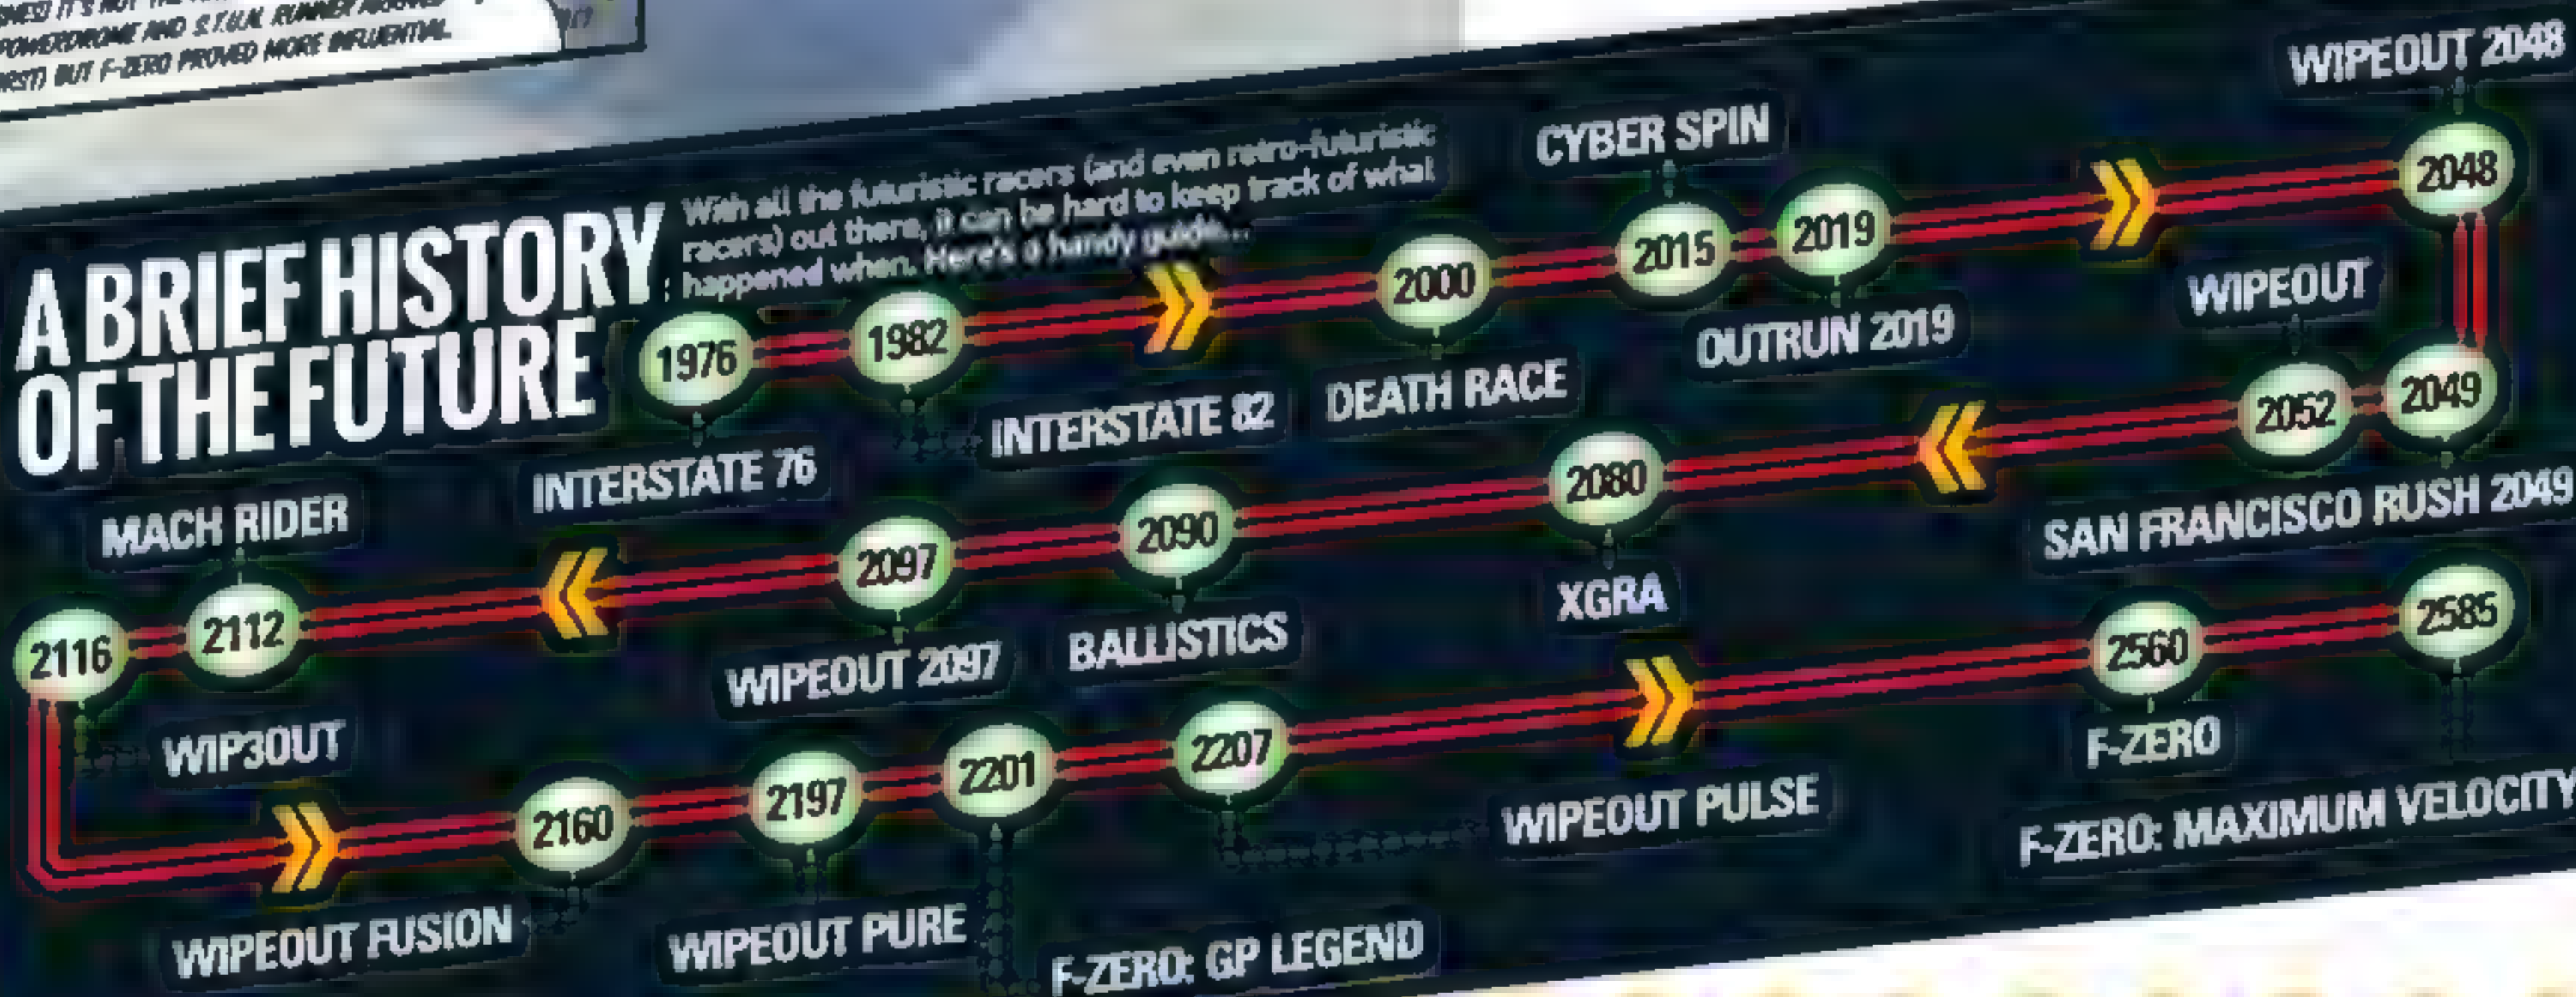 POWERDROME AND S.T.U.N. RUNNER ARRIVED
BUT F-ZERO PROVED MORE INFLUENTIAL.
A BRIEF HISTORY
OF THE FUTURE
With all the futuristic racers (and even retro-futuristic
racers) out there, it can be hard to keep track of what
happened when. Here's a handy guide...
1976
INTERSTATE 76
1982
INTERSTATE 82
2000
DEATH RACE
CYBER SPIN
2015
2019
OUTRUN 2019
WIPEOUT 2048
2048
2049
SAN FRANCISCO RUSH 2049
WIPEOUT
2052
2080
XGRA
2090
BALLISTICS
2097
WIPEOUT 2097
MACH RIDER
2112
2116
WIP3OUT
2160
WIPEOUT FUSION
2197
WIPEOUT PURE
2201
F-ZERO: GP LEGEND
2207
WIPEOUT PULSE
2560
F-ZERO
2585
F-ZERO: MAXIMUM VELOCITY